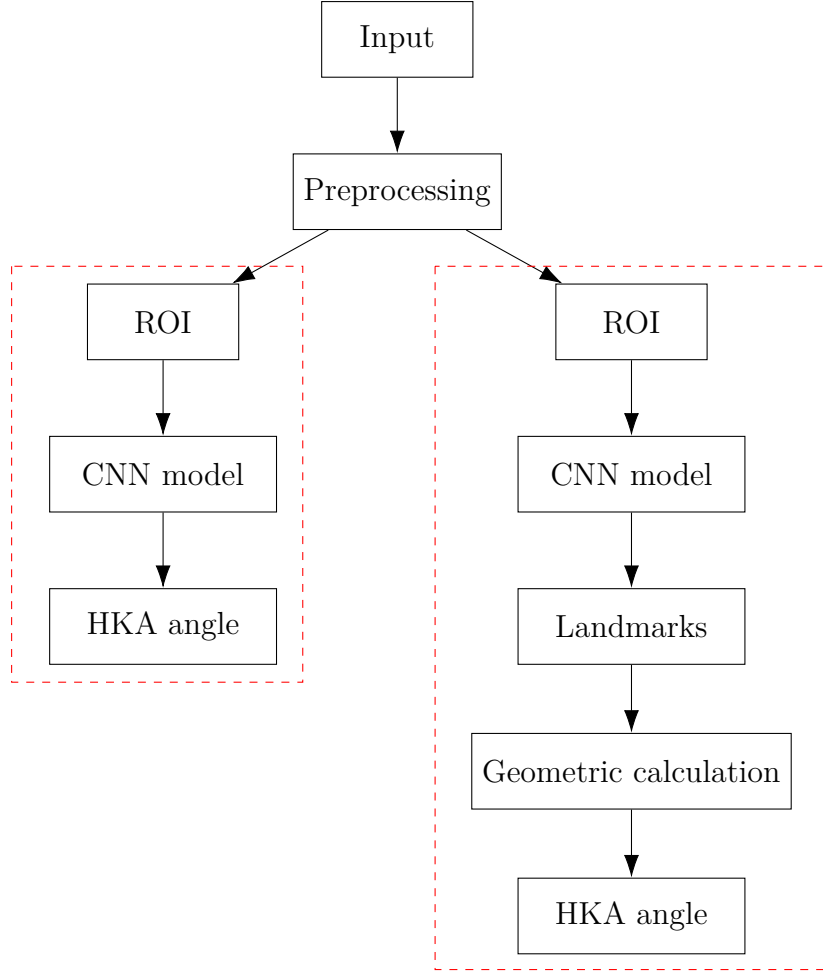 Input
Preprocessing
ROI
CNN model
HKA angle
ROI
CNN model
Landmarks
Geometric calculation
HKA angle